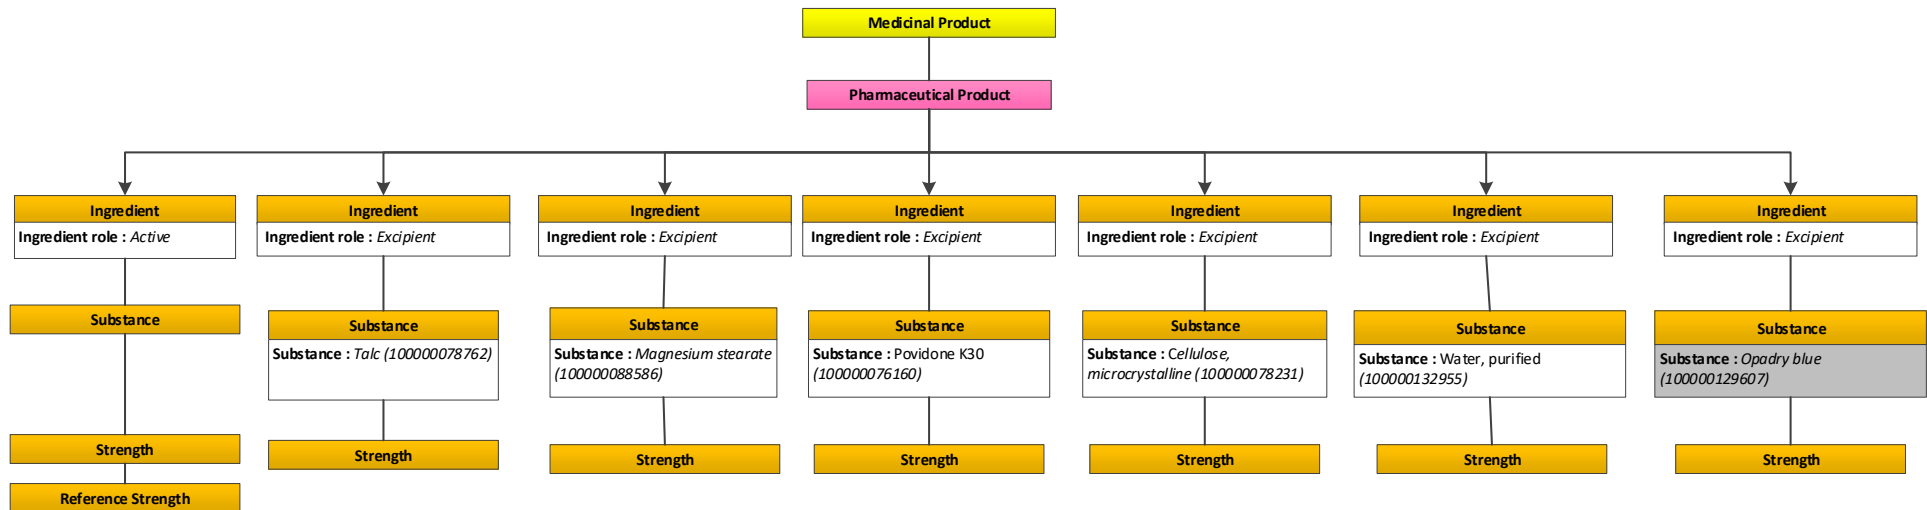 Medicinal Product
Pharmaceutical Product
Ingredient
Ingredient role : Active
Substance
Strength
Reference Strength
Ingredient
Ingredient role : Excipient
Substance
Substance : Talc (100000078762)
Strength
Ingredient
Ingredient role : Excipient
Substance
Substance : Magnesium stearate
(100000088586)
Strength
Ingredient
Ingredient role : Excipient
Substance
Substance : Povidone K30
(100000076160)
Strength
Ingredient
Ingredient role : Excipient
Substance
Substance : Cellulose,
microcrystalline (100000078231)
Strength
Ingredient
Ingredient role : Excipient
Substance
Substance : Water, purified
(100000132955)
Strength
Ingredient
Ingredient role : Excipient
Substance
Substance : Opadry blue
(100000129607)
Strength